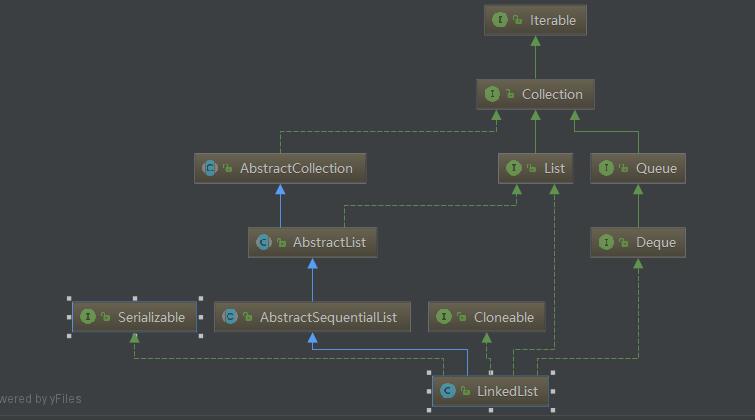 Iterable
Collection
AbstractCollection
List
Queue
AbstractList
Deque
Serializable
AbstractSequentialList
Cloneable
LinkedList
wered by yFiles